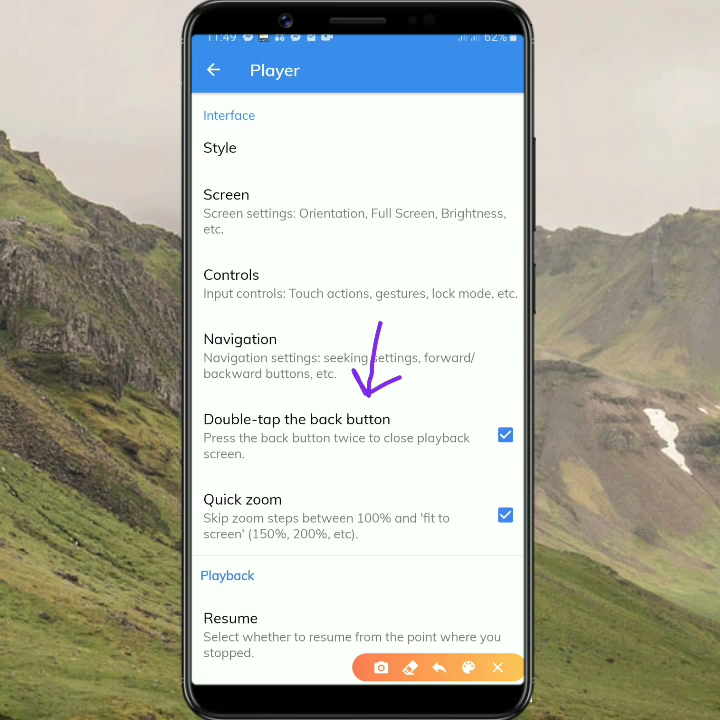 11:49 62%
Player
Interface
Style
Screen
Screen settings: Orientation, Full Screen, Brightness,
etc.
Controls
Input controls: Touch actions, gestures, lock mode, etc.
Navigation
Navigation settings: seeking settings, forward/
backward buttons, etc.
Double-tap the back button
Press the back button twice to close playback
screen.
Quick zoom
Skip zoom steps between 100% and 'fit to
screen' (150%, 200%, etc).
Playback
Resume
Select whether to resume from the point where you
stopped.